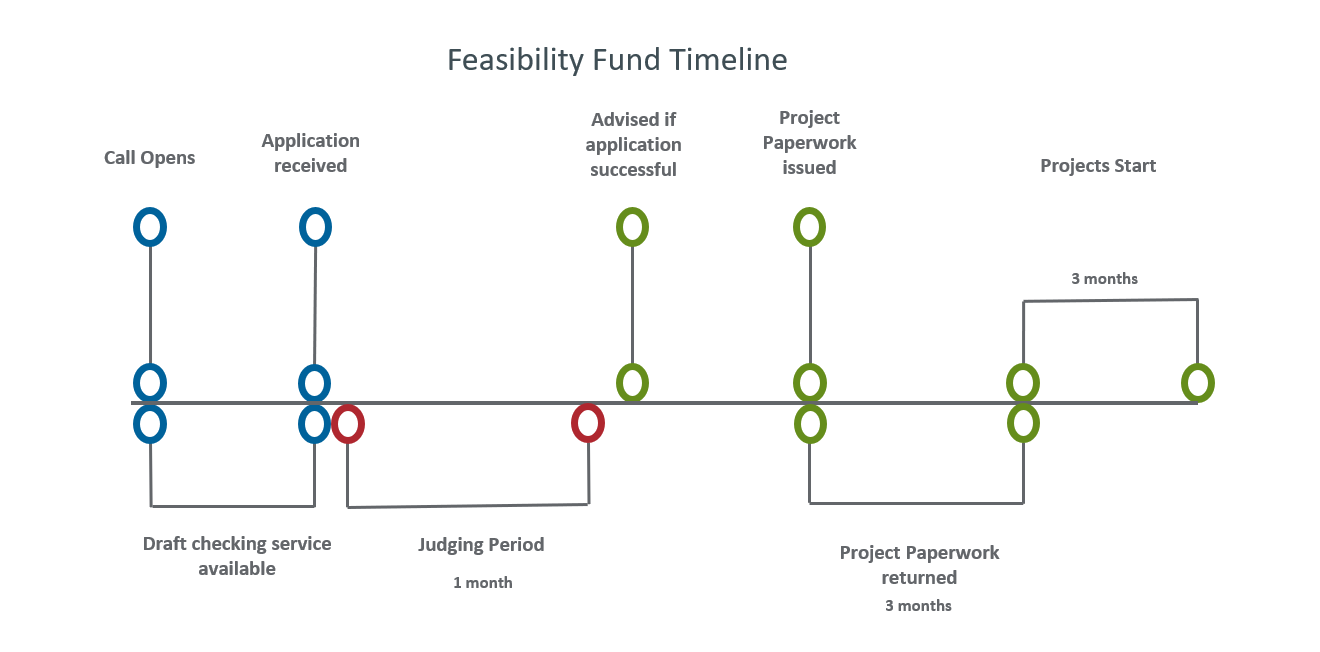 Feasibility Fund Timeline
Call Opens
Application
received
Advised if
application
successful
Project
Paperwork
issued
Projects Start
3 months
Draft checking service
available
Judging Period
1 month
Project Paperwork
returned
3 months